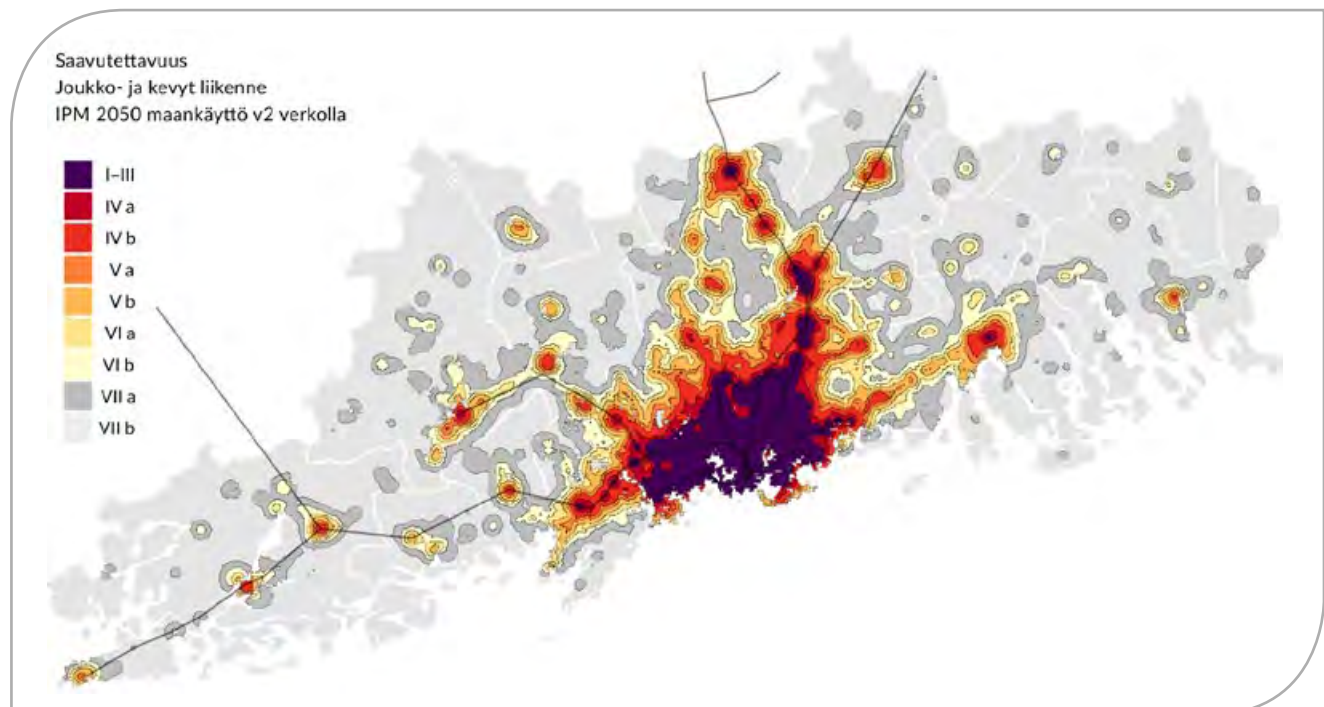 Saavutettavuus
Joukko- ja kevyt liikenne
IPM 2050 maankäyttö v2 verkolla
I–III
IV a
IV b
V a
V b
VI a
VI b
VII a
VII b